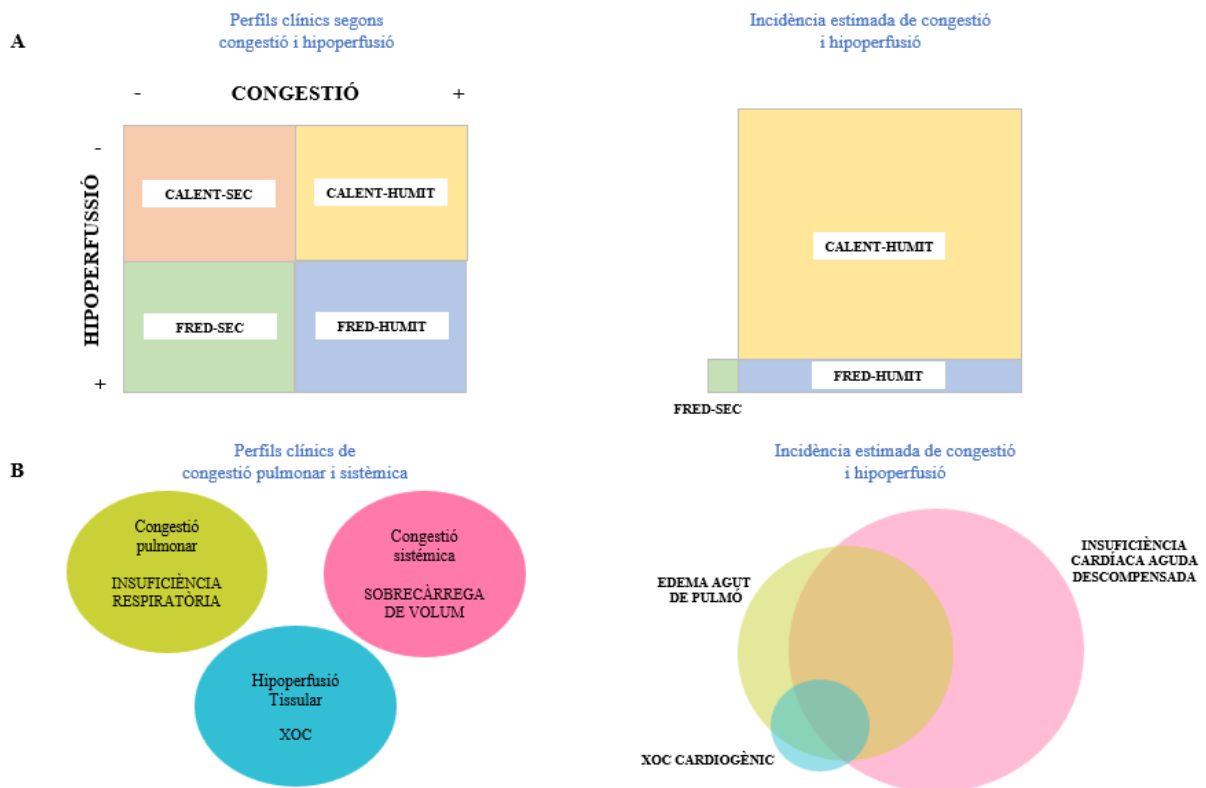 A
Perfils clínics segons
congestió i hipoperfusió
- CONGESTIÓ +
-
HIPOPERFUSSIÓ
+
CALENT-SEC
CALENT-HUMIT
FRED-SEC
FRED-HUMIT
Incidència estimada de congestió
i hipoperfusió
CALENT-HUMIT
FRED-HUMIT
FRED-SEC
B
Perfils clínics de
congestió pulmonar i sistèmica
Congestió
pulmonar
INSUFICIÈNCIA
RESPIRATÒRIA
Congestió
sistémica
SOBRECÀRREGA
DE VOLUM
Hipoperfusió
Tissular
XOC
Incidència estimada de congestió
i hipoperfusió
EDEMA AGUT
DE PULMÓ
INSUFICIÈNCIA
CARDÍACA AGUDA
DESCOMPENSADA
XOC CARDIOGÈNIC